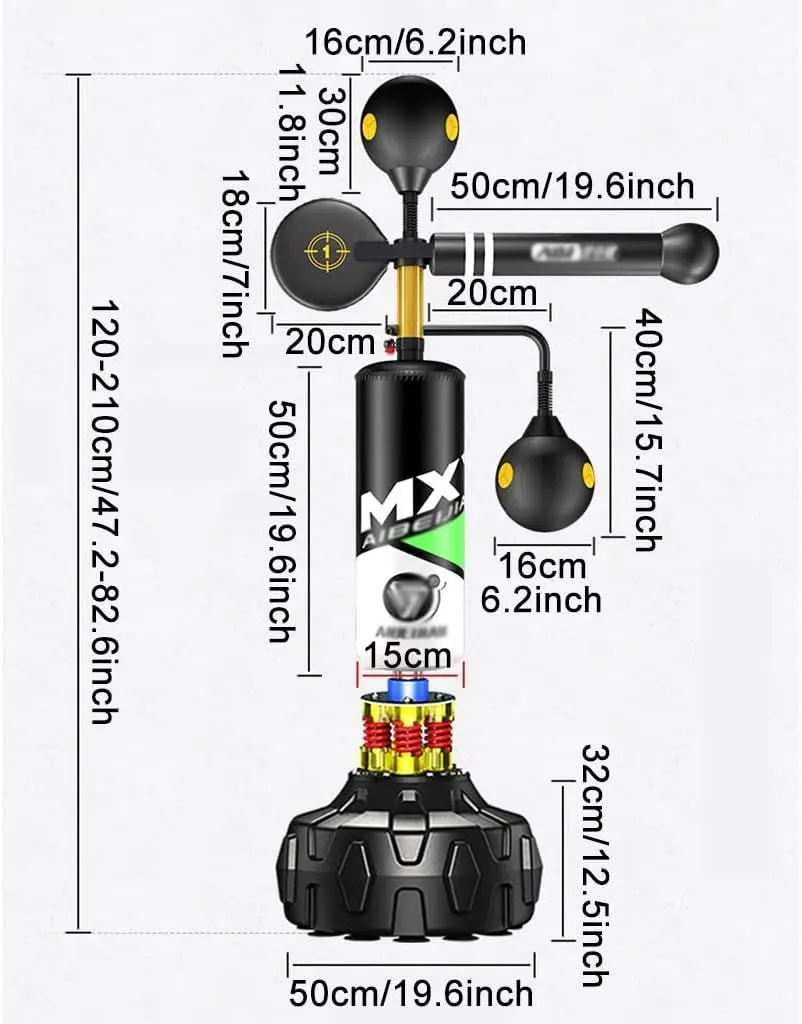 16cm/6.2inch
30cm
11.8inch
50cm/19.6inch
18cm/7inch
1
20cm
20cm
40cm/15.7inch
120-210cm/47.2-82.6inch
50cm/19.6inch
MX
16cm
6.2inch
15cm
32cm/12.5inch
50cm/19.6inch